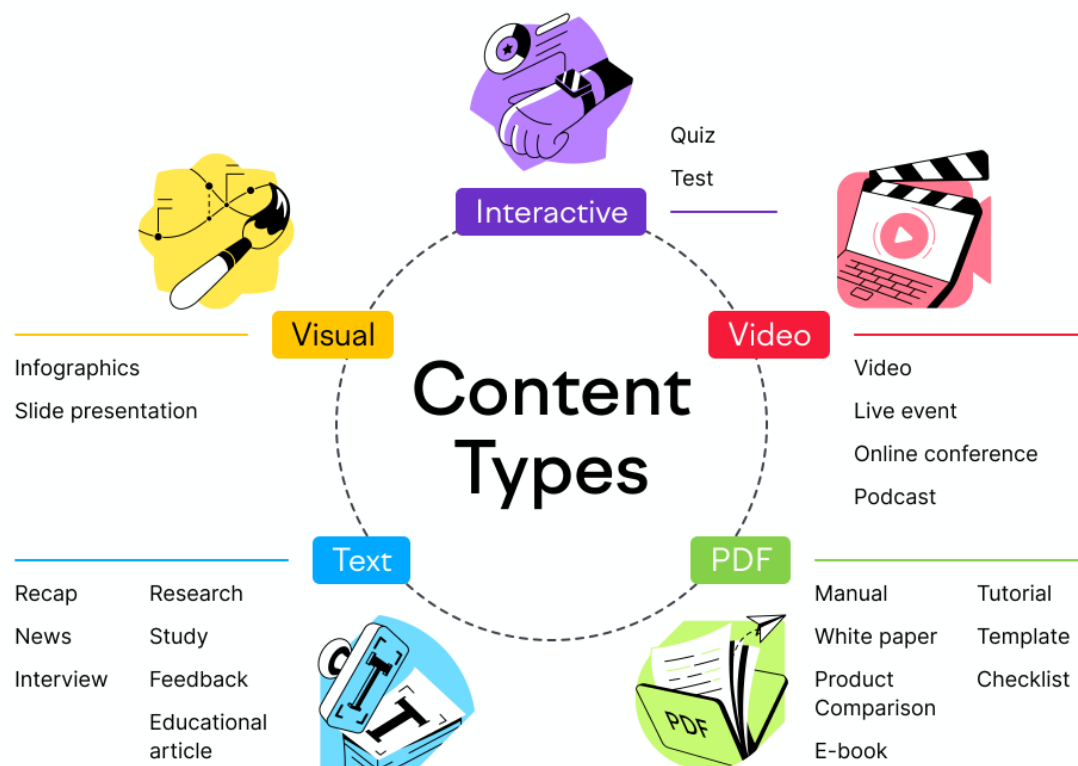 Quiz
Test
Interactive
Visual
Video
Infographics
Slide presentation
Content
Types
Video
Live event
Online conference
Podcast
Text
PDF
Recap
News
Interview
Research
Study
Feedback
Educational
article
Manual
White paper
Product
Comparison
E-book
Tutorial
Template
Checklist
T
T
PDF